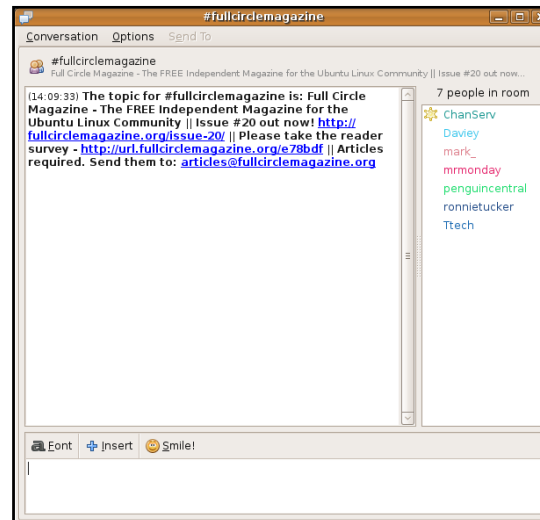 #fullcirclemagazine
Conversation Options Send To
#fullcirclemagazine
Full Circle Magazine - The FREE Independent Magazine for the Ubuntu Linux Community || Issue #20 out now...
(14:09:33) The topic for #fullcirclemagazine is: Full Circle
Magazine - The FREE Independent Magazine for the
Ubuntu Linux Community || Issue #20 out now! http://
fullcirclemagazine.org/issue-20/ || Please take the reader
survey - http://url.fullcirclemagazine.org/e78bdf || Articles
required. Send them to: articles@fullcirclemagazine.org
7 people in room
ChanServ
Daviey
mark_
mrmonday
penguincentral
ronnietucker
Ttech
Font Insert Smile!